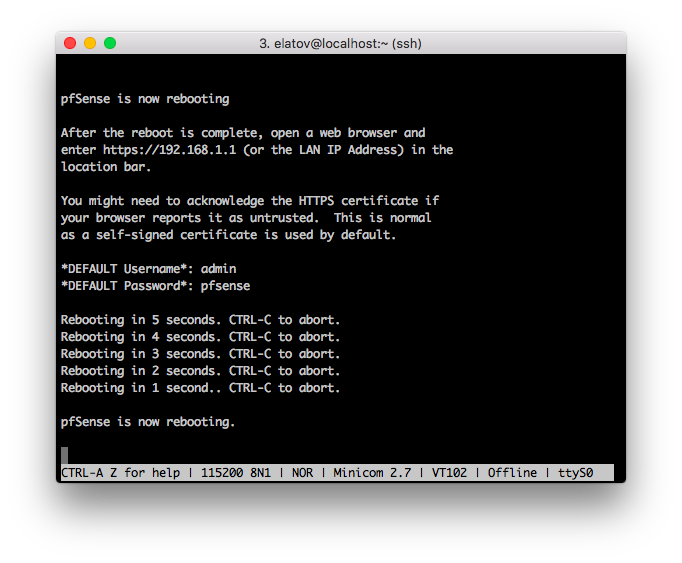 3. elatov@localhost:~ (ssh)
pfSense is now rebooting
After the reboot is complete, open a web browser and
enter https://192.168.1.1 (or the LAN IP Address) in the
location bar.
You might need to acknowledge the HTTPS certificate if
your browser reports it as untrusted.  This is normal
as a self-signed certificate is used by default.
*DEFAULT Username*: admin
*DEFAULT Password*: pfsense
Rebooting in 5 seconds. CTRL-C to abort.
Rebooting in 4 seconds. CTRL-C to abort.
Rebooting in 3 seconds. CTRL-C to abort.
Rebooting in 2 seconds. CTRL-C to abort.
Rebooting in 1 second.. CTRL-C to abort.
pfSense is now rebooting.
CTRL-A Z for help | 115200 8N1 | NOR | Minicom 2.7 | VT102 | Offline | ttyS0